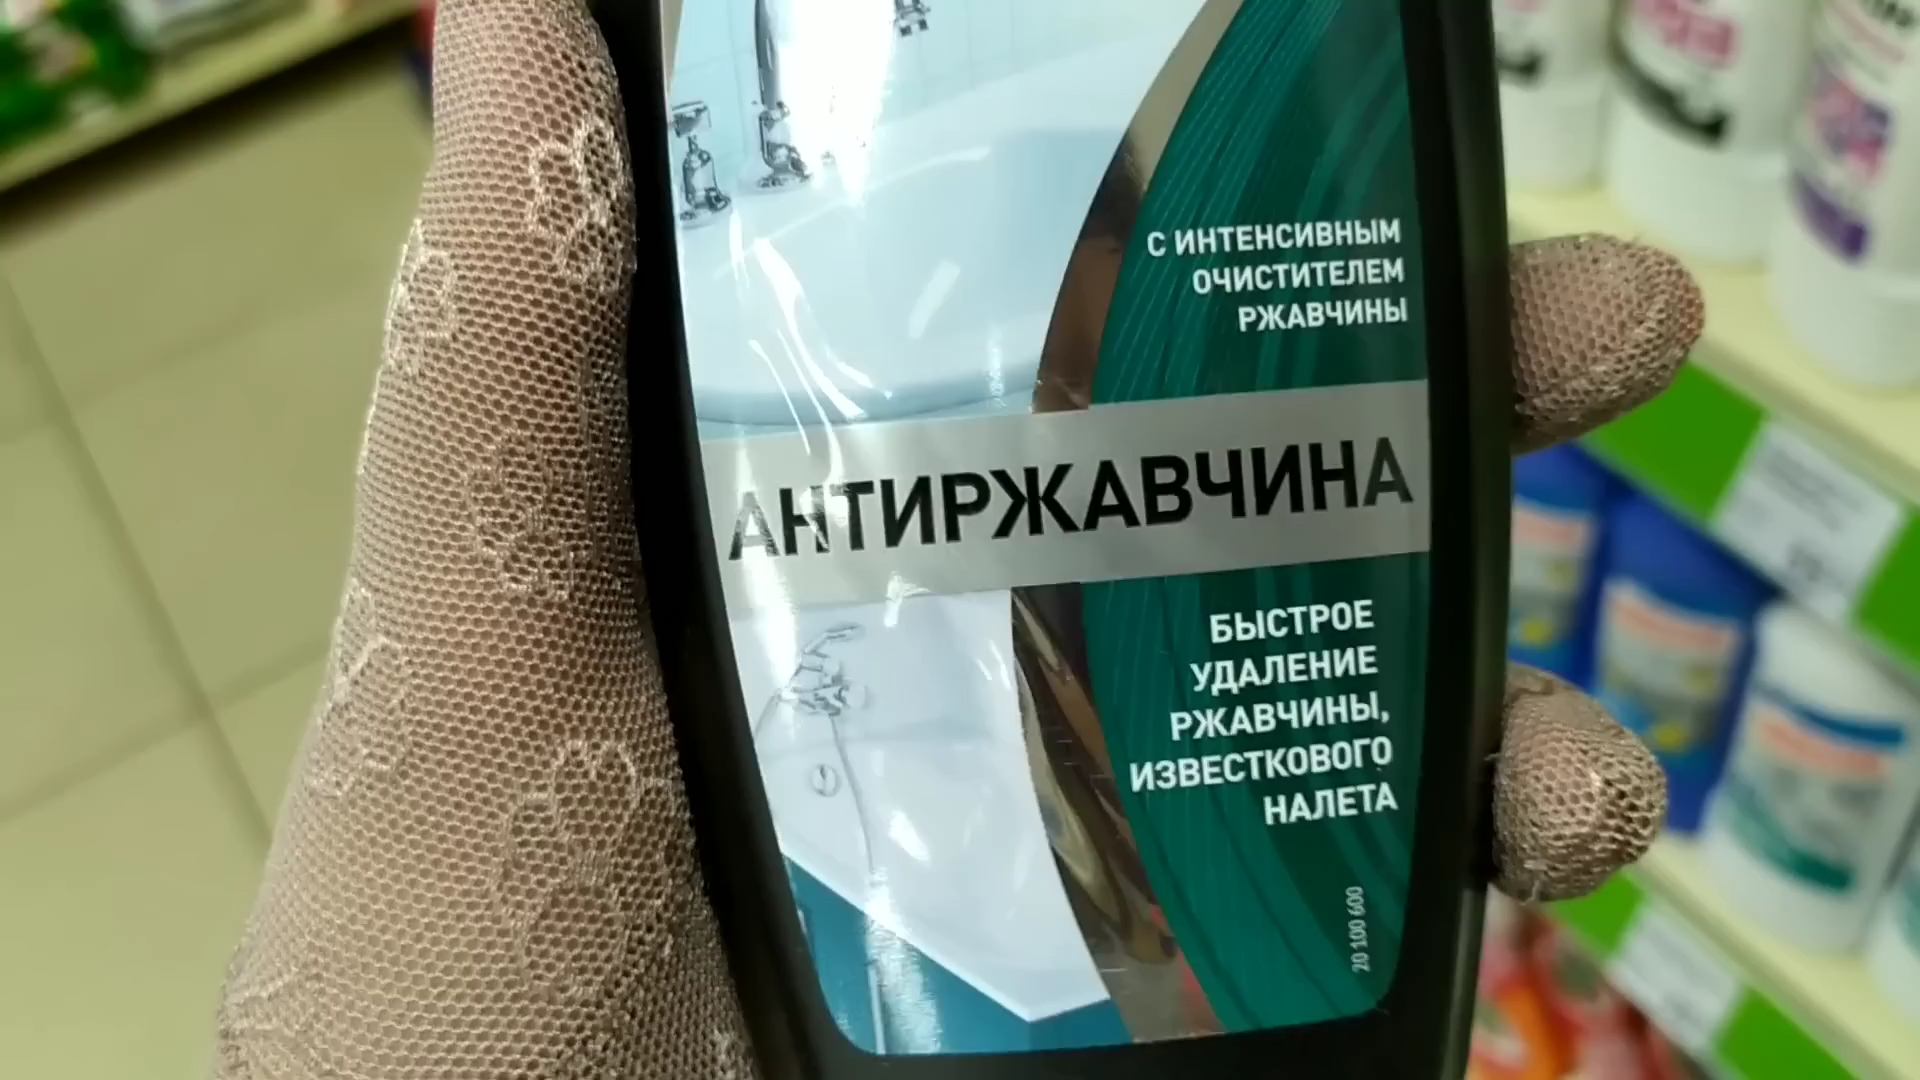 С ИНТЕНСИВНЫМ
ОЧИСТИТЕЛЕМ
РЖАВЧИНЫ
АНТИРЖАВЧИНА
БЫСТРОЕ
УДАЛЕНИЕ
РЖАВЧИНЫ,
ИЗВЕСТКОВОГО
НАЛЕТА
20 100 600